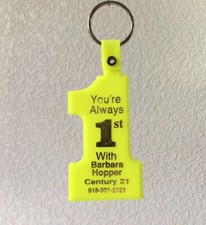 You're
Always
1st
With
Barbara
Hopper
Century 21